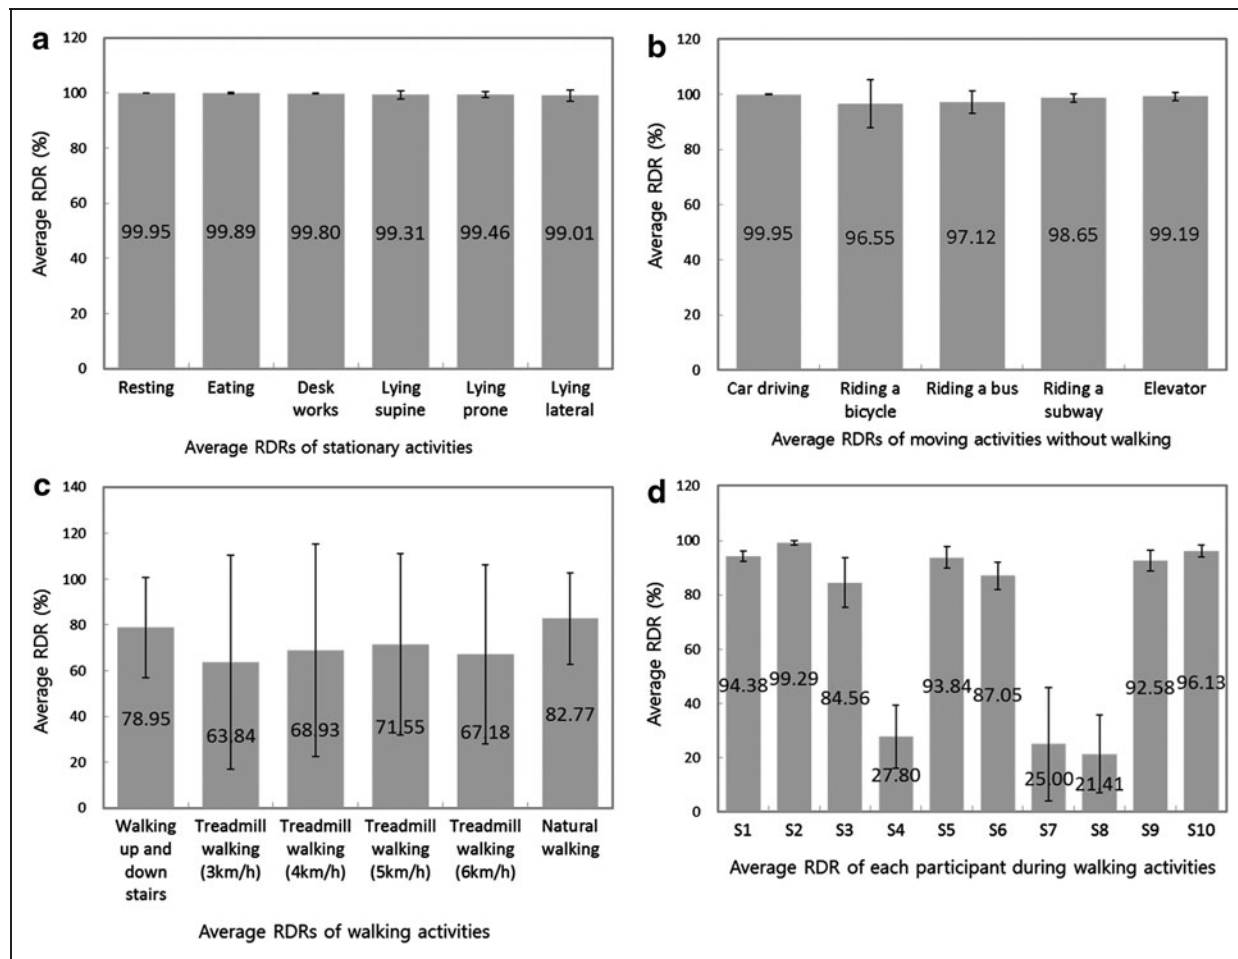 a
120
100
80
60
40
20
0
Average RDR (%)
99.95 99.89 99.80 99.31 99.46 99.01
Resting Eating Desk works Lying supine Lying prone Lying lateral
Average RDRs of stationary activities
b
120
100
80
60
40
20
0
Average RDR (%)
99.95 96.55 97.12 98.65 99.19
Car driving Riding a bicycle Riding a bus Riding a subway Elevator
Average RDRs of moving activities without walking
c
140
120
100
80
60
40
20
0
Average RDR (%)
78.95 63.84 68.93 71.55 67.18 82.77
Walking up and down stairs Treadmill walking (3km/h) Treadmill walking (4km/h) Treadmill walking (5km/h) Treadmill walking (6km/h) Natural walking
Average RDRs of walking activities
d
120
100
80
60
40
20
0
Average RDR (%)
94.38 99.29 84.56 27.80 93.84 87.05 25.00 21.41 92.58 96.13
S1 S2 S3 S4 S5 S6 S7 S8 S9 S10
Average RDR of each participant during walking activities